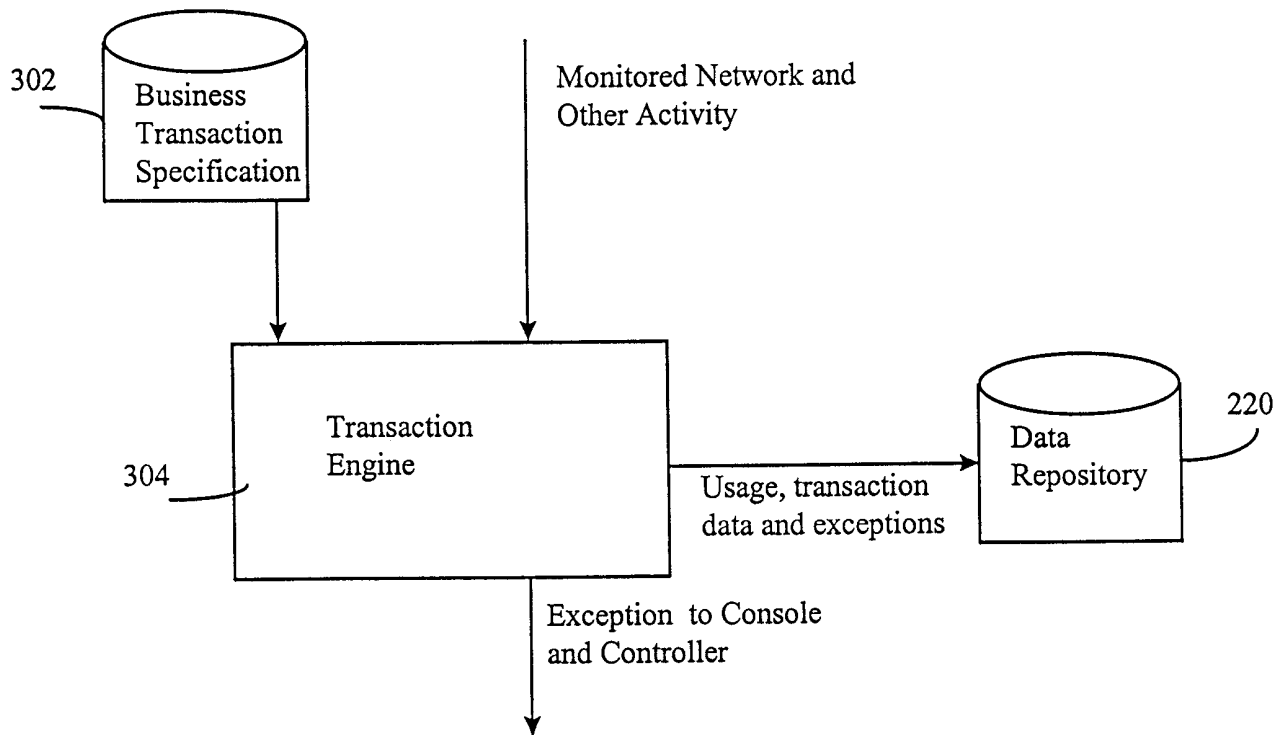 302
Business
Transaction
Specification
Monitored Network and
Other Activity
Transaction
Engine
304
Usage, transaction
data and exceptions
Data
Repository
220
Exception to Console
and Controller